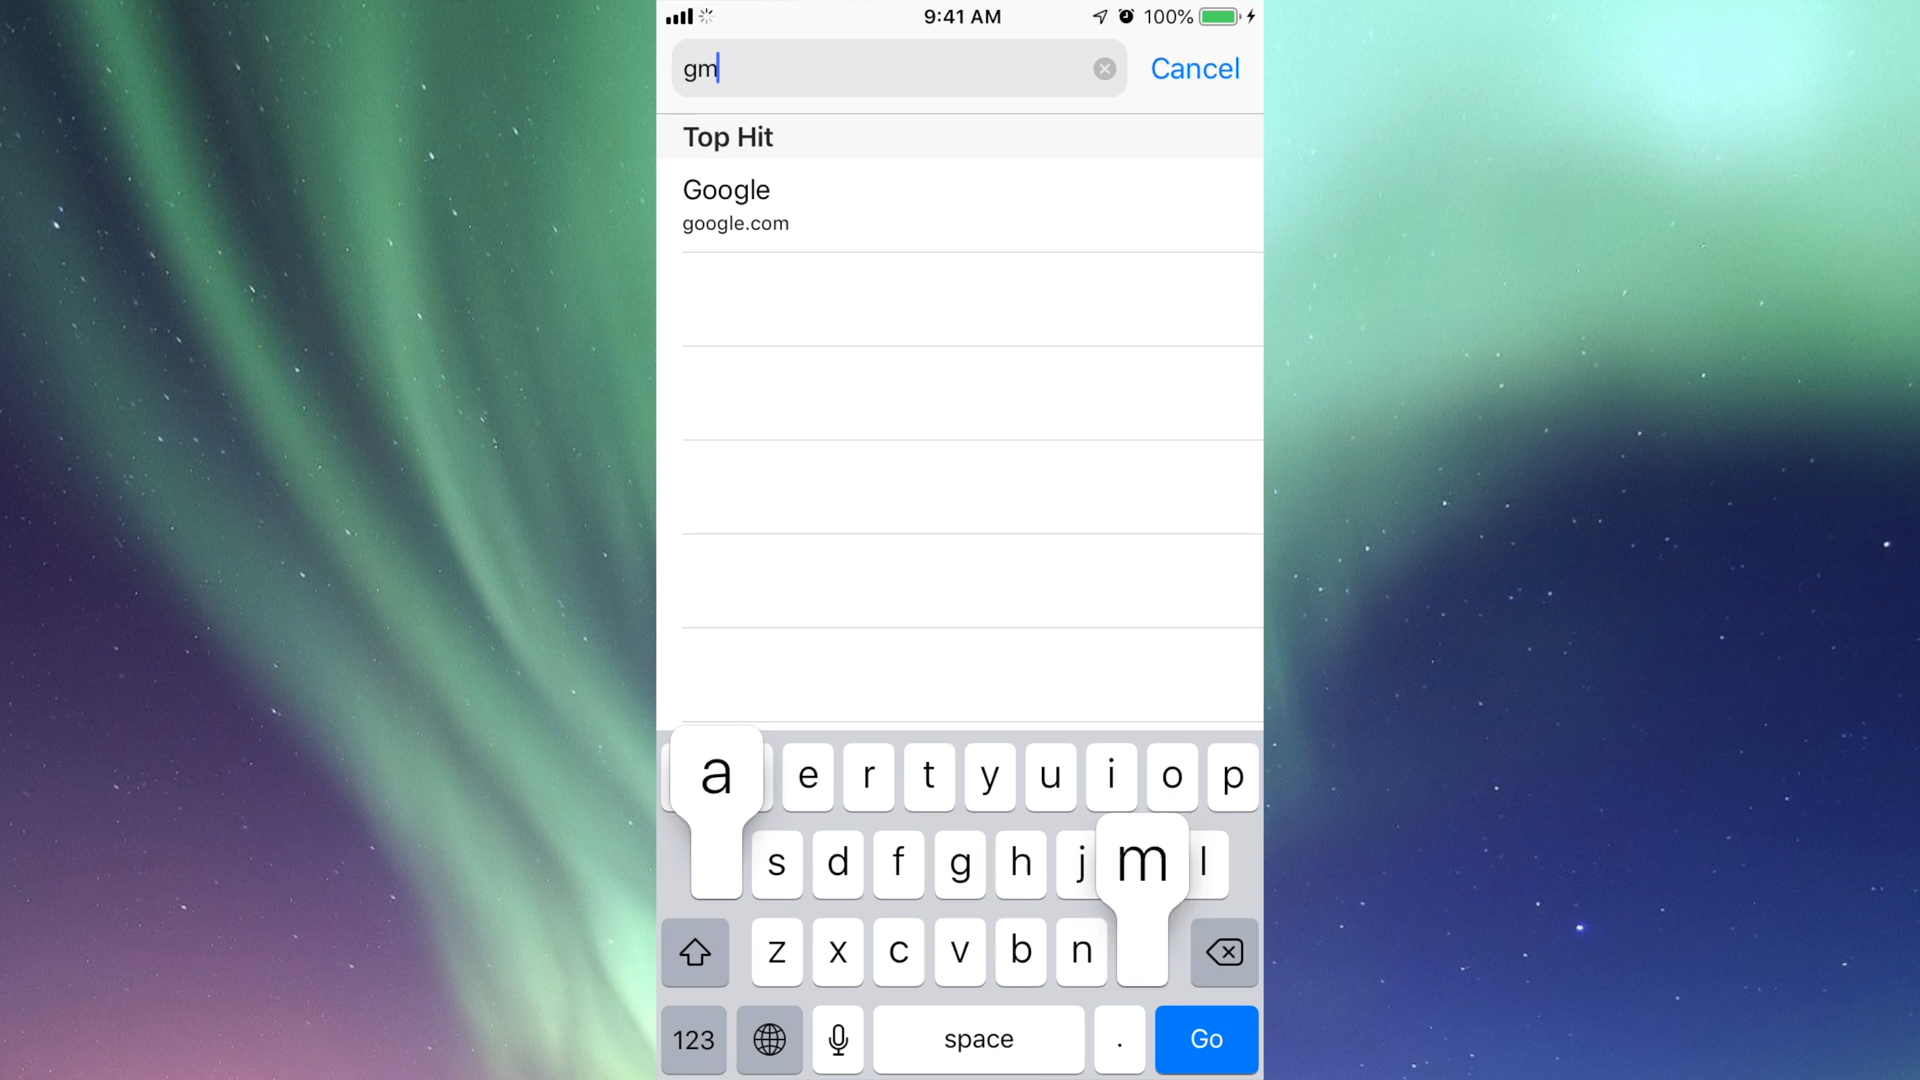 9:41 AM 100%
gm Cancel
Top Hit
Google
google.com
a e r t y u i o p
s d f g h j m l
z x c v b n
123 space . Go